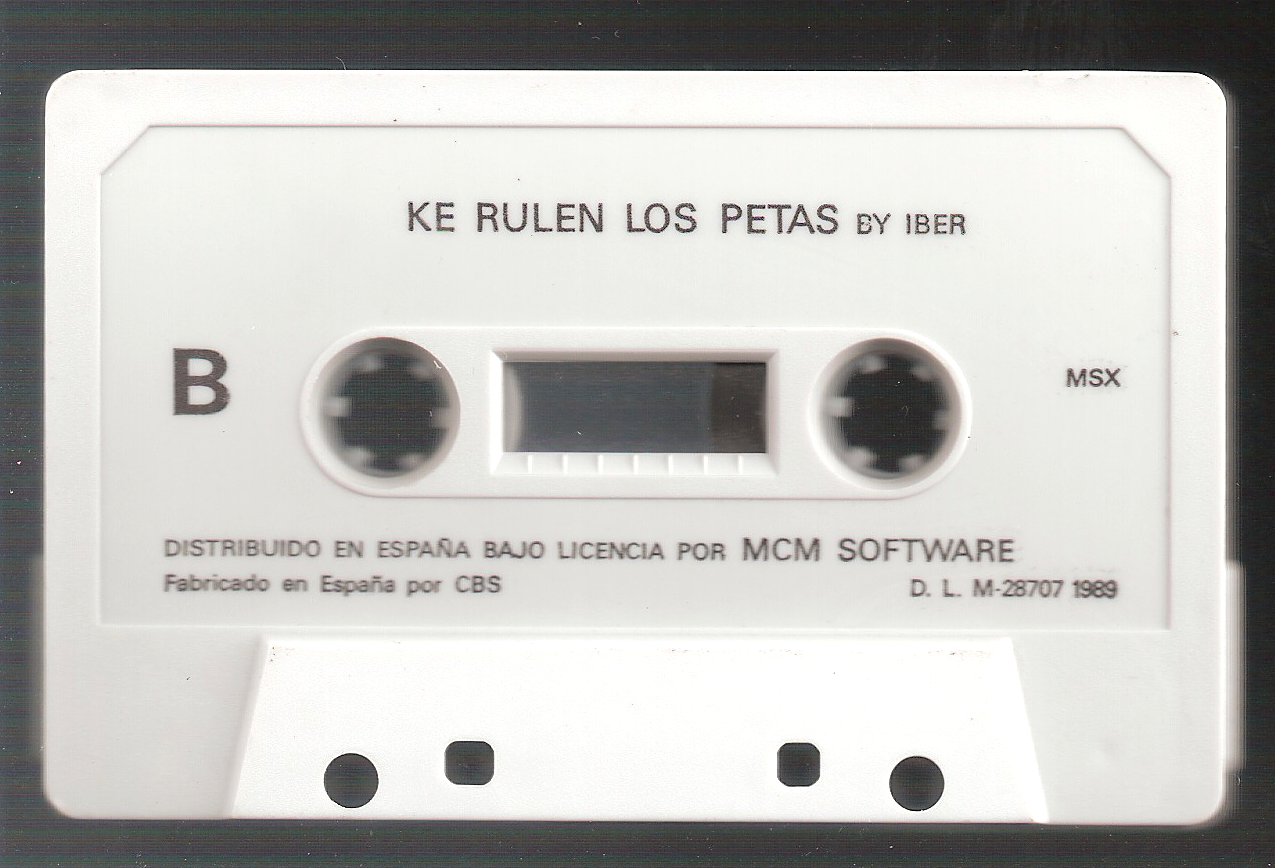 KE RULEN LOS PETAS BY IBER
B
MSX
DISTRIBUIDO EN ESPAÑA BAJO LICENCIA POR MCM SOFTWARE
Fabricado en España por CBS
D. L. M-28707 1989